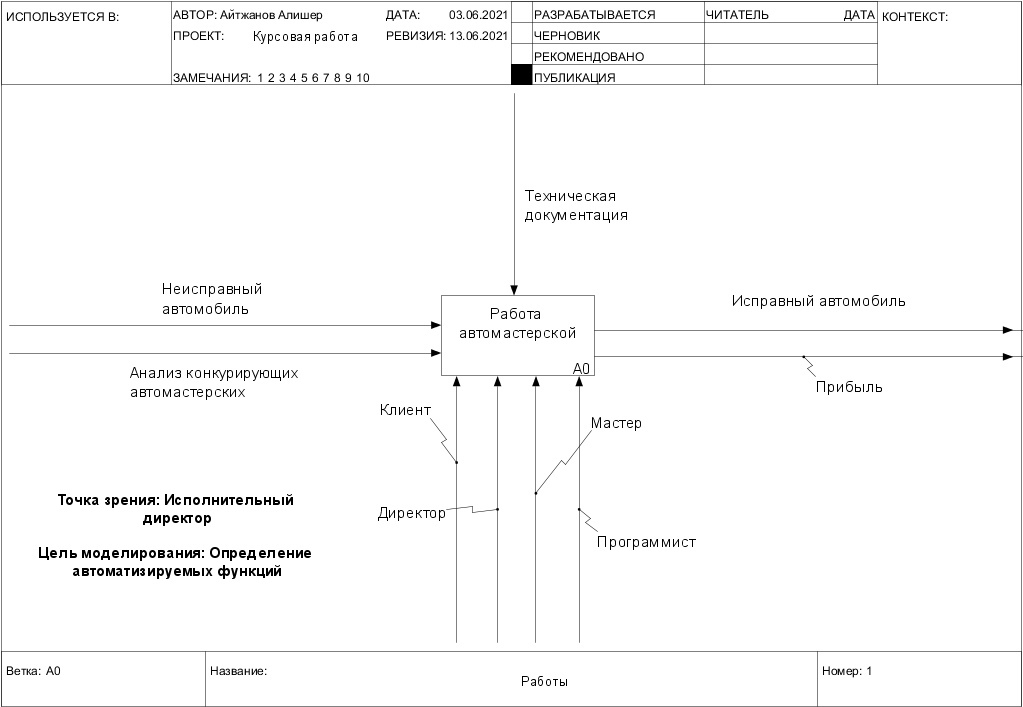 ИСПОЛЬЗУЕТСЯ В:
АВТОР: Айтжанов Алишер
ДАТА: 03.06.2021
ПРОЕКТ: Курсовая работа
РЕВИЗИЯ: 13.06.2021
ЗАМЕЧАНИЯ: 1 2 3 4 5 6 7 8 9 10
РАЗРАБАТЫВАЕТСЯ
ЧЕРНОВИК
РЕКОМЕНДОВАНО
ПУБЛИКАЦИЯ
ЧИТАТЕЛЬ ДАТА
КОНТЕКСТ:
Техническая
документация
Неисправный
автомобиль
Анализ конкурирующих
автомастерских
Работа
автомастерской
A0
Исправный автомобиль
Прибыль
Клиент
Мастер
Директор
Программист
Точка зрения: Исполнительный
директор
Цель моделирования: Определение
автоматизируемых функций
Ветка: A0
Название:
Работы
Номер: 1